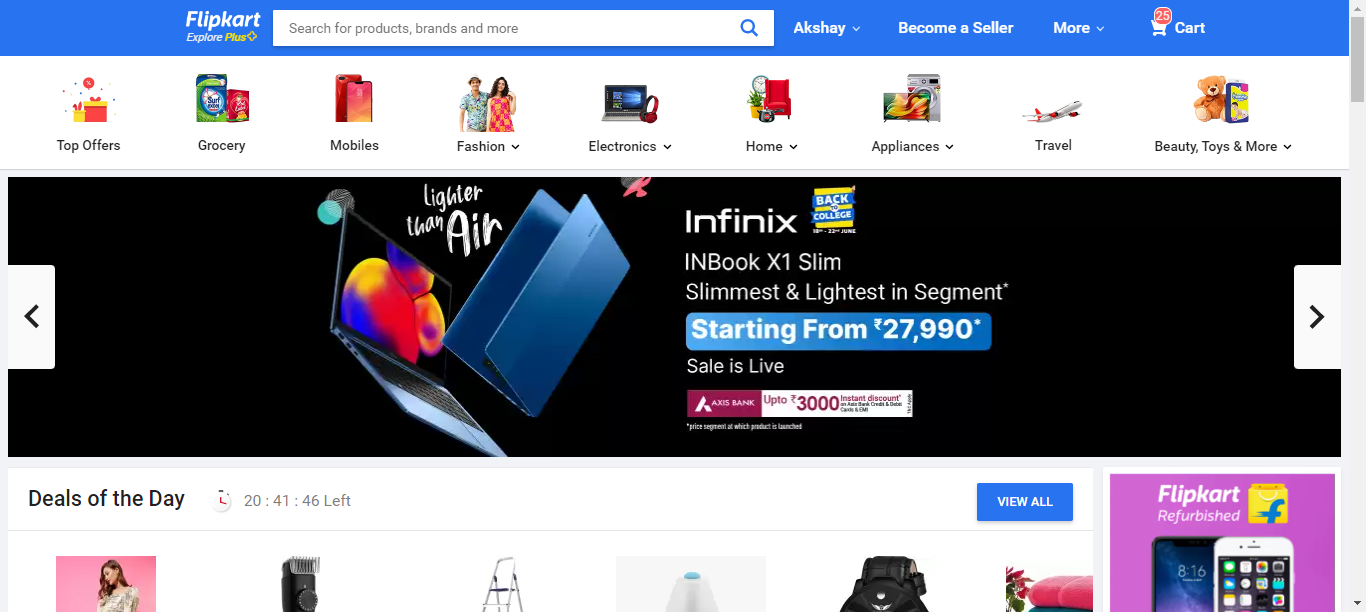 Flipkart
Explore Plus
Search for products, brands and more
Akshay
Become a Seller
More
25
Cart
Top Offers
Grocery
Mobiles
Fashion
Electronics
Home
Appliances
Travel
Beauty, Toys & More
Surf excel
lighter
than Air
Infinix
BACK
TO
COLLEGE
18TH - 22ND JUNE
INBook X1 Slim
Slimmest & Lightest in Segment*
Starting From ₹27,990*
Sale is Live
AXIS BANK
Upto ₹3000
Instant discount*
on Axis Bank Credit & Debit
Cards & EMI
T&C Apply
*price segment at which product is launched
Deals of the Day
20 : 41 : 46 Left
VIEW ALL
Flipkart
Refurbished
8:16